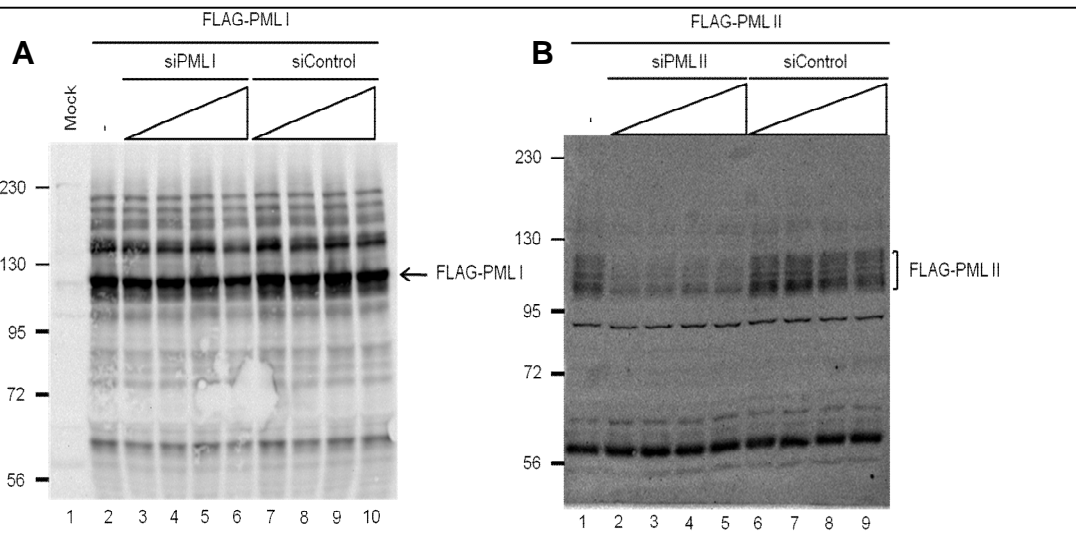 FLAG-PML I
A
siPML I
siControl
Mock
-
230
130
95
72
56
FLAG-PML I
1 2 3 4 5 6 7 8 9 10
FLAG-PML II
B
siPML II
siControl
-
230
130
95
72
56
FLAG-PML II
1 2 3 4 5 6 7 8 9